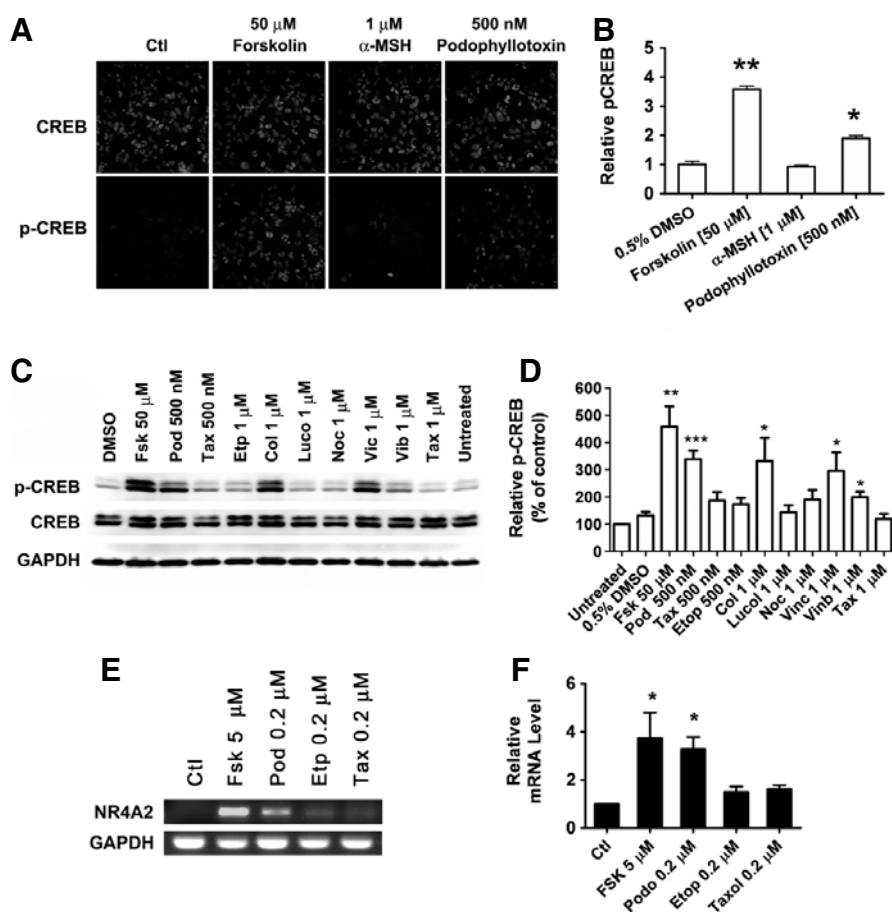 A
50 μM 1 μM 500 nM
Ctl Forskolin α-MSH Podophyllotoxin
CREB
p-CREB
B
Relative pCREB
5
4
3
2
1
0
**
*
0.5% DMSO
Forskolin [50 μM]
α-MSH [1 μM]
Podophyllotoxin [500 nM]
C
DMSO
Fsk 50 μM
Pod 500 nM
Tax 500 nM
Etp 1 μM
Col 1 μM
Luco 1 μM
Noc 1 μM
Vic 1 μM
Vib 1 μM
Tax 1 μM
Untreated
p-CREB
CREB
GAPDH
D
Relative p-CREB
(% of control)
600
500
400
300
200
100
0
**
***
*
*
*
Untreated
0.5% DMSO
Fsk 50 μM
Pod 500 nM
Tax 500 nM
Etop 500 nM
Col 1 μM
Lucol 1 μM
Noc 1 μM
Vinc 1 μM
Vinb 1 μM
Tax 1 μM
E
Ctl
Fsk 5 μM
Pod 0.2 μM
Etp 0.2 μM
Tax 0.2 μM
NR4A2
GAPDH
F
Relative
mRNA Level
6
4
2
0
*
*
Ctl
FSK 5 μM
Podo 0.2 μM
Etop 0.2 μM
Taxol 0.2 μM